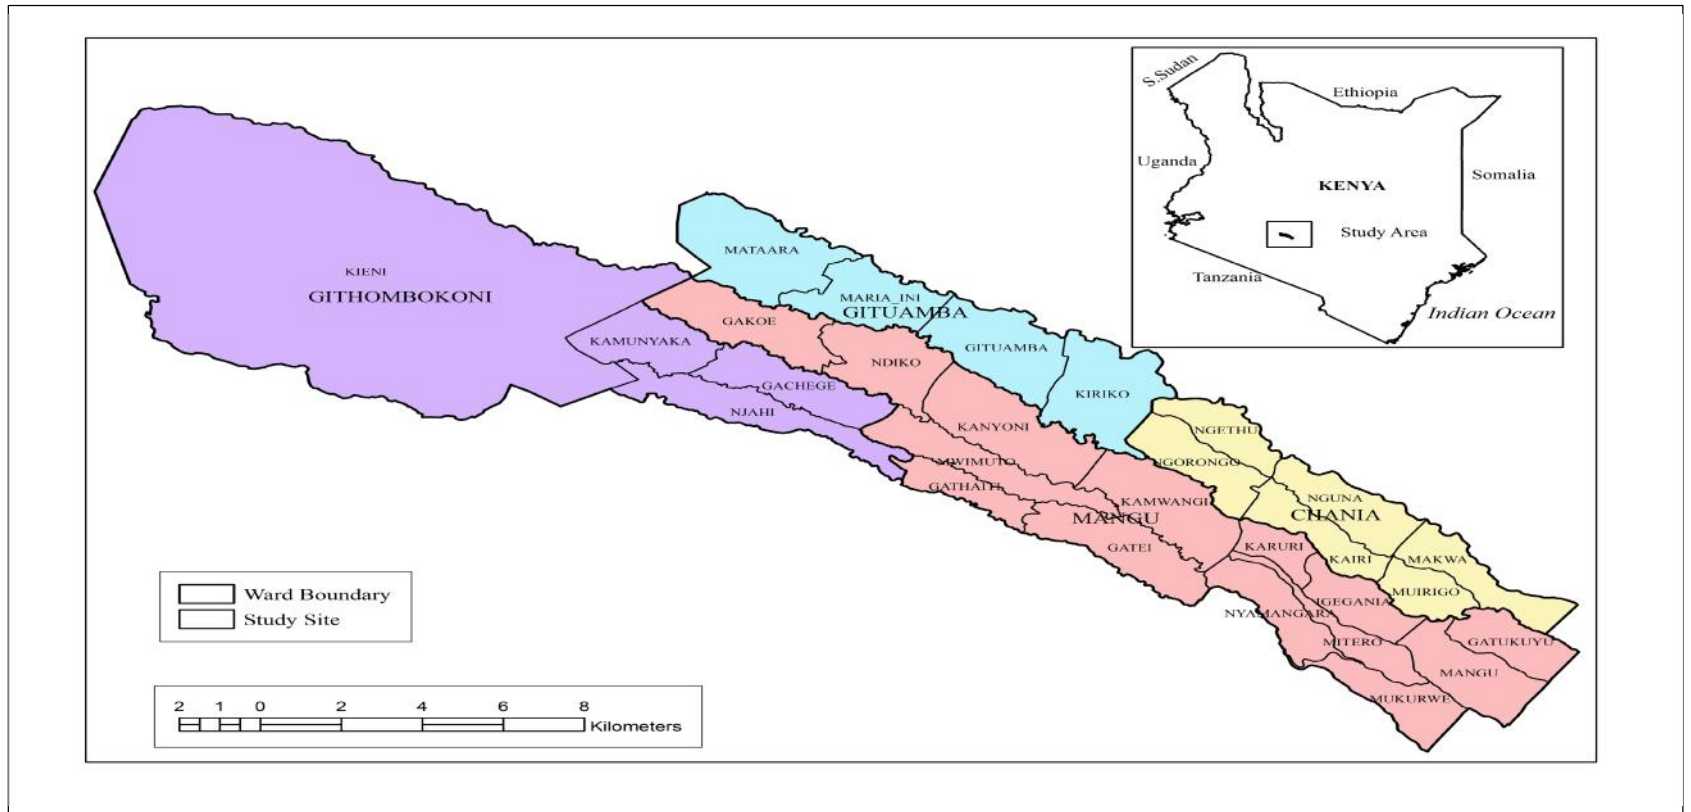 S.Sudan
Ethiopia
Uganda
Somalia
KENYA
Study Area
Tanzania
Indian Ocean
KIENI
GITHOMBOKONI
MATAARA
MARIA_INI
GITUAMBA
GAKOE
KAMUNYAKA
NDIKO
GITUAMBA
GACHEGE
KIRIKO
NJAHI
KANYONI
NGETHU
MWIMUTO
NGORONGO
GATHAITI
KAMWANGI
NGUNA
MANGU
CHANIA
GATEI
KARURI
KAIRI
MAKWA
MUIRIGO
IGEGANIA
NYAMANGARA
MITERO
GATUKUYU
MANGU
MUKURWE
Ward Boundary
Study Site
2 1 0 2 4 6 8
Kilometers